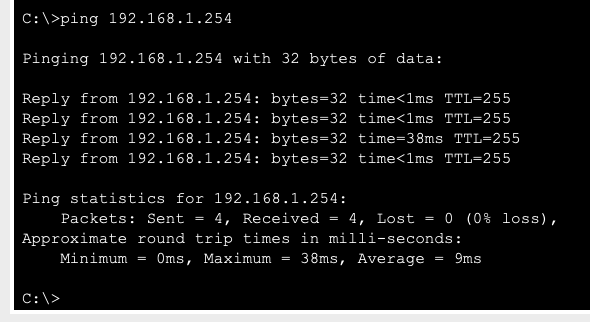 C:\>ping 192.168.1.254
Pinging 192.168.1.254 with 32 bytes of data:
Reply from 192.168.1.254: bytes=32 time<1ms TTL=255
Reply from 192.168.1.254: bytes=32 time<1ms TTL=255
Reply from 192.168.1.254: bytes=32 time=38ms TTL=255
Reply from 192.168.1.254: bytes=32 time<1ms TTL=255
Ping statistics for 192.168.1.254:
Packets: Sent = 4, Received = 4, Lost = 0 (0% loss),
Approximate round trip times in milli-seconds:
Minimum = 0ms, Maximum = 38ms, Average = 9ms
C:\>